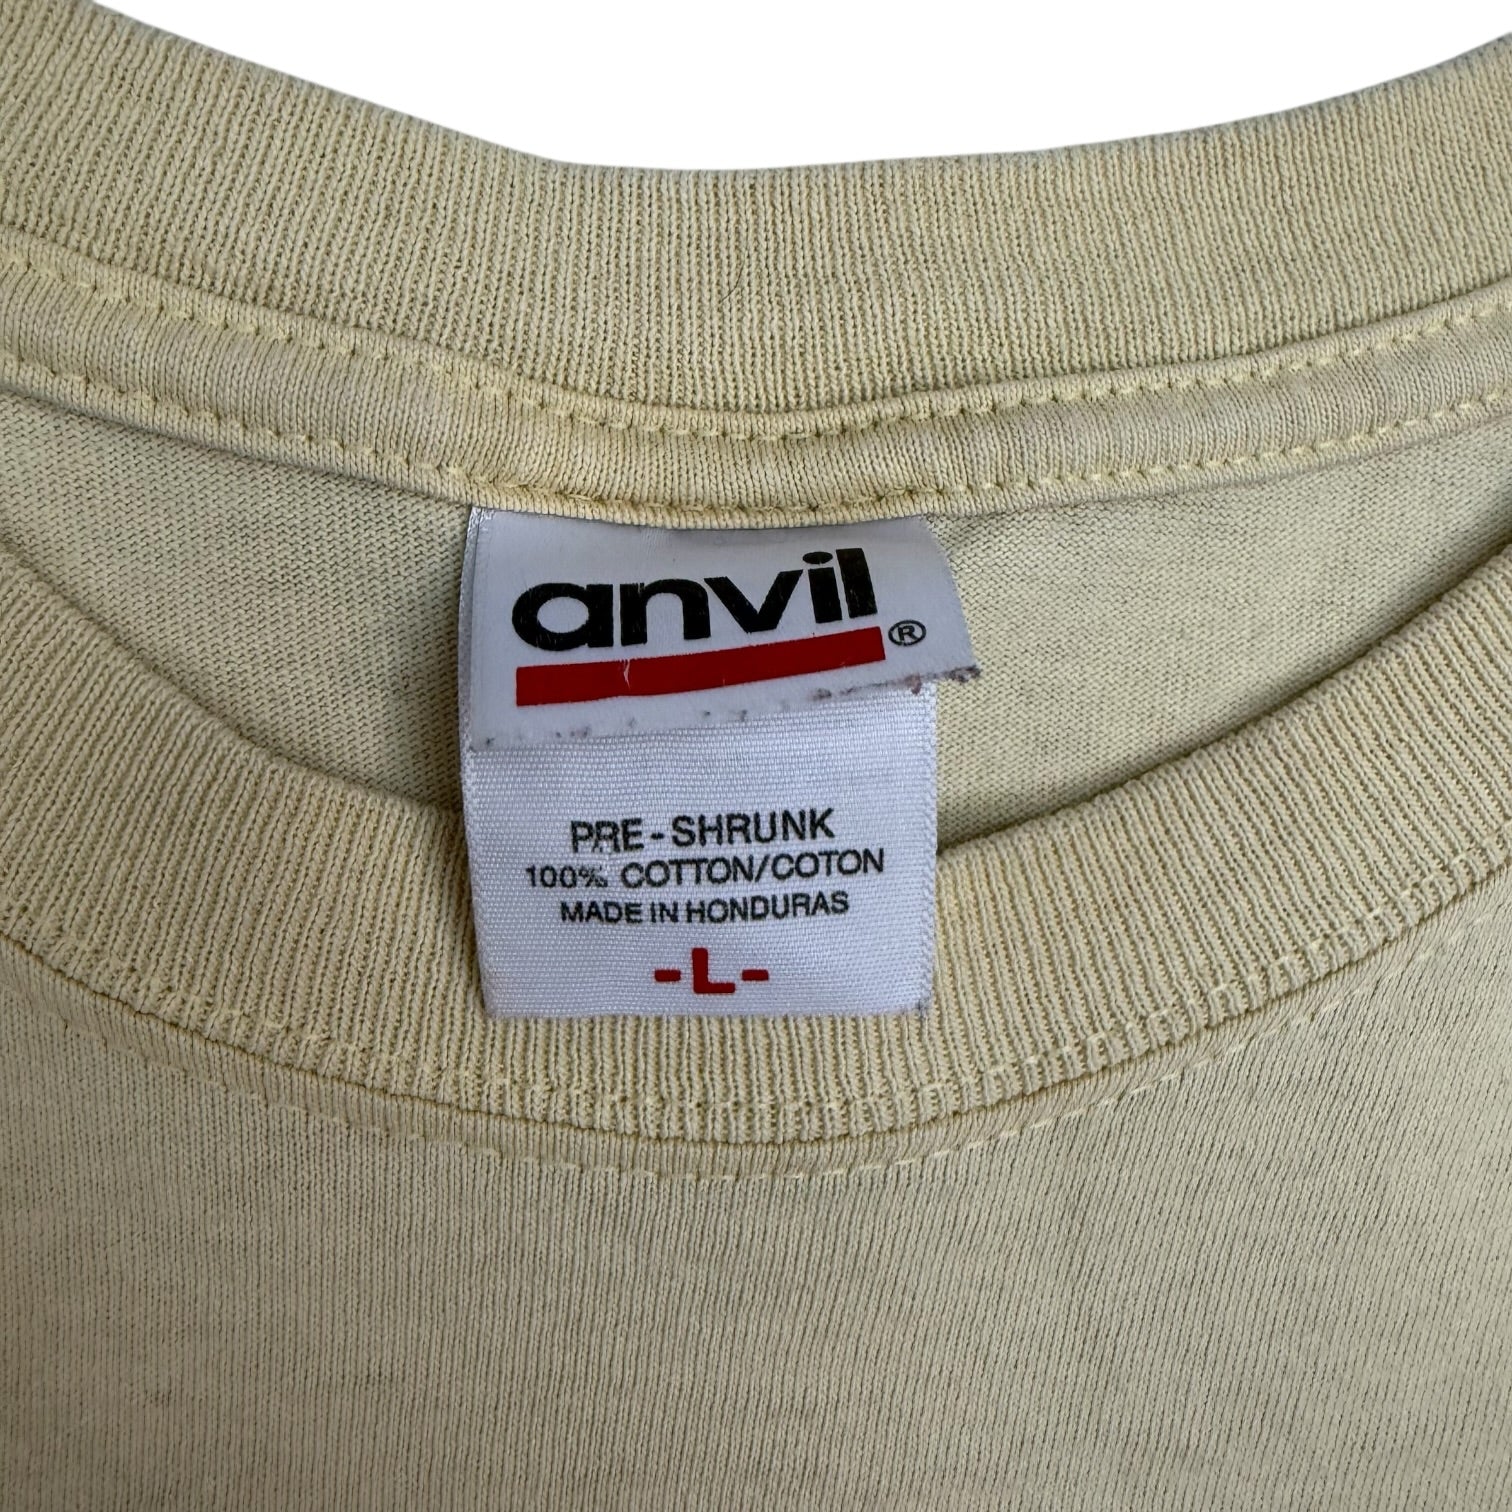 anvil®
PRE-SHRUNK
100% COTTON/COTON
MADE IN HONDURAS
-L-